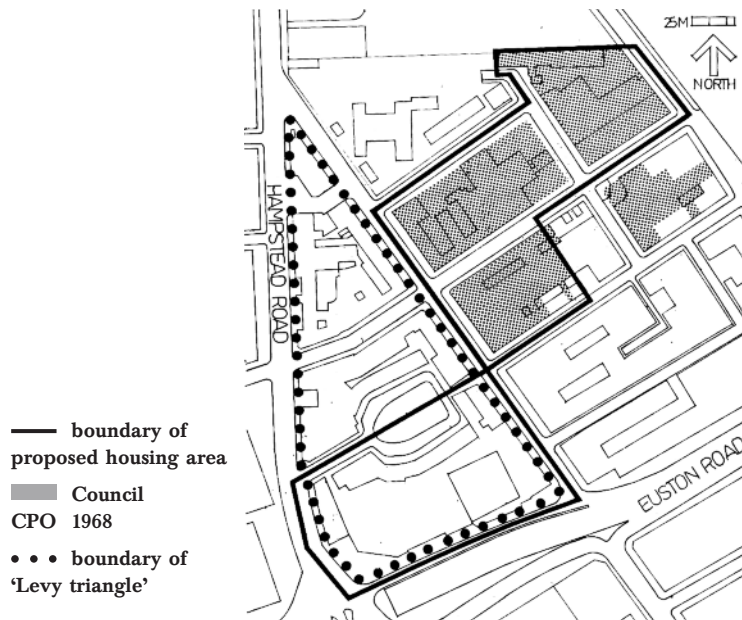 25M
NORTH
HAMPSTEAD ROAD
EUSTON ROAD
boundary of
proposed housing area
Council
CPO 1968
boundary of
‘Levy triangle’